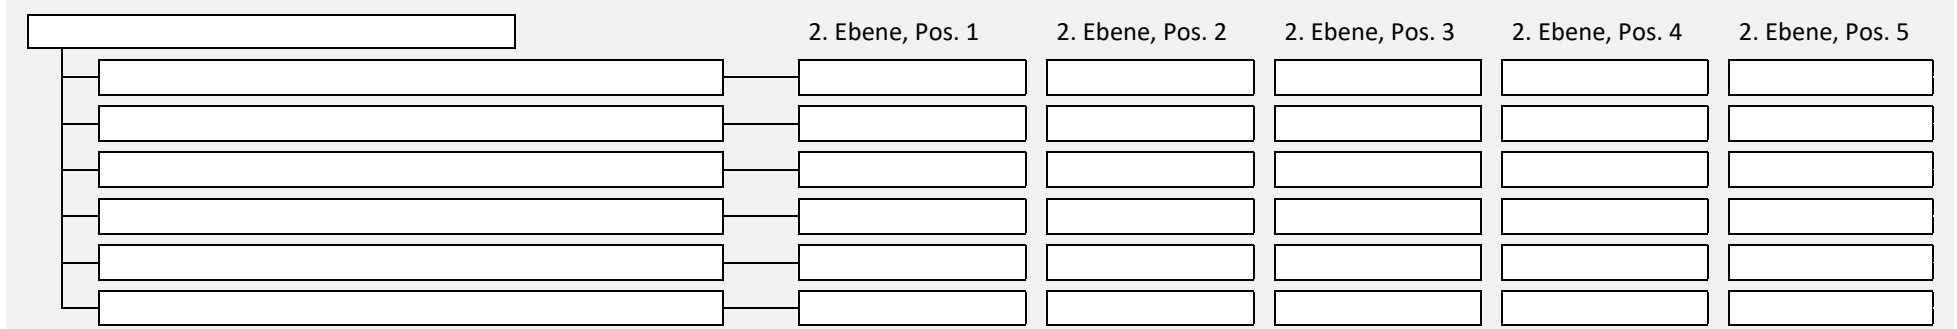 2. Ebene, Pos. 1 2. Ebene, Pos. 2 2. Ebene, Pos. 3 2. Ebene, Pos. 4 2. Ebene, Pos. 5